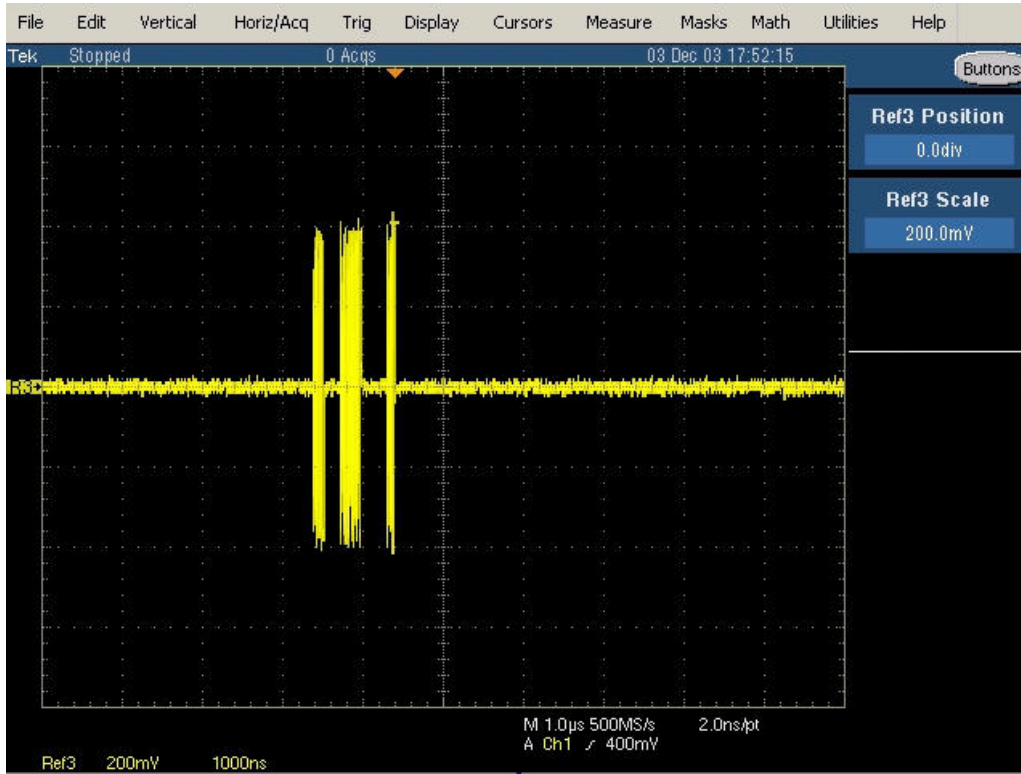 File Edit Vertical Horiz/Acq Trig Display Cursors Measure Masks Math Utilities Help
Tek Stopped 0 Acqs 03 Dec 03 17:52:15
Buttons
Ref3 Position
0.0div
Ref3 Scale
200.0mV
R3
M 1.0µs 500MS/s 2.0ns/pt
A Ch1 / 400mV
Ref3 200mV 1000ns